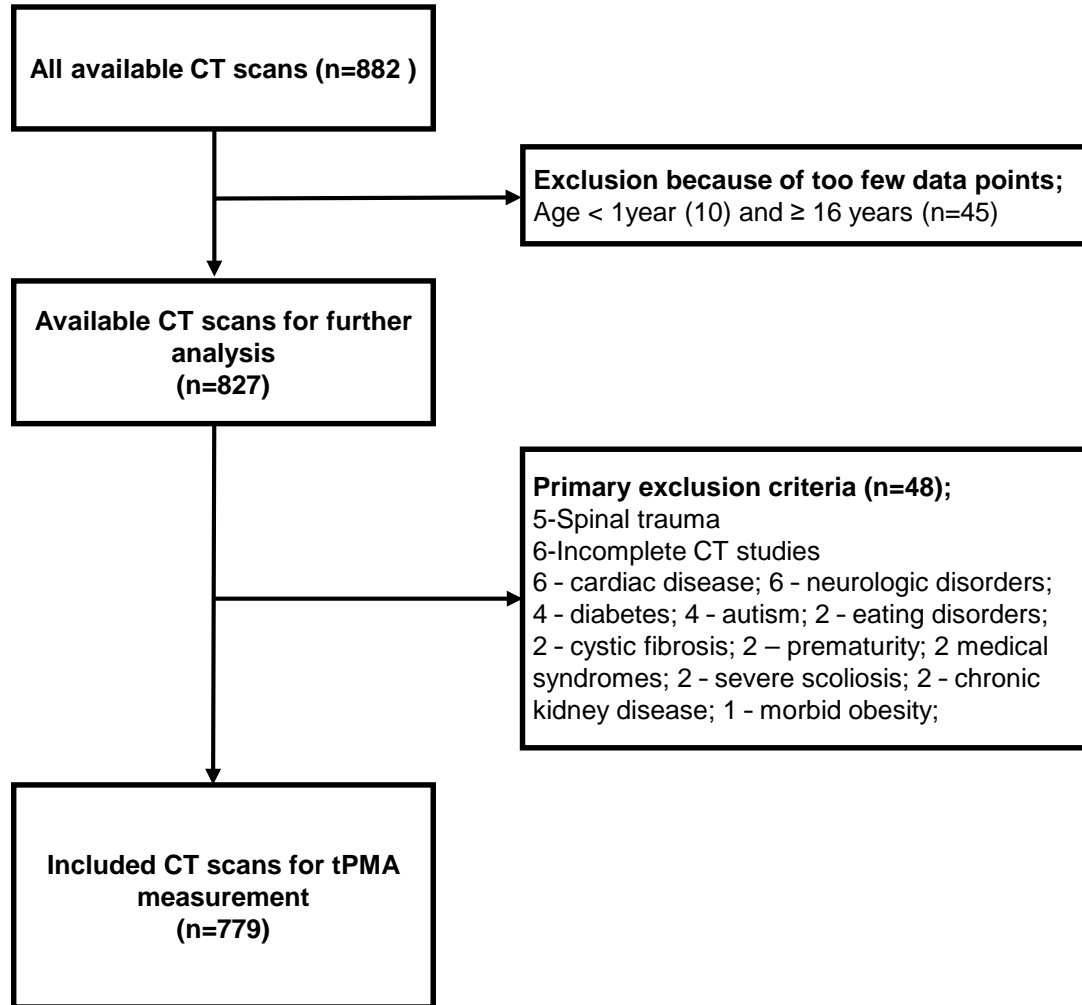 All available CT scans (n=882 )
Exclusion because of too few data points;
Age < 1year (10) and ≥ 16 years (n=45)
Available CT scans for further
analysis
(n=827)
Primary exclusion criteria (n=48);
5-Spinal trauma
6-Incomplete CT studies
6 - cardiac disease; 6 - neurologic disorders;
4 - diabetes; 4 - autism; 2 - eating disorders;
2 - cystic fibrosis; 2 – prematurity; 2 medical
syndromes; 2 - severe scoliosis; 2 - chronic
kidney disease; 1 - morbid obesity;
Included CT scans for tPMA
measurement
(n=779)